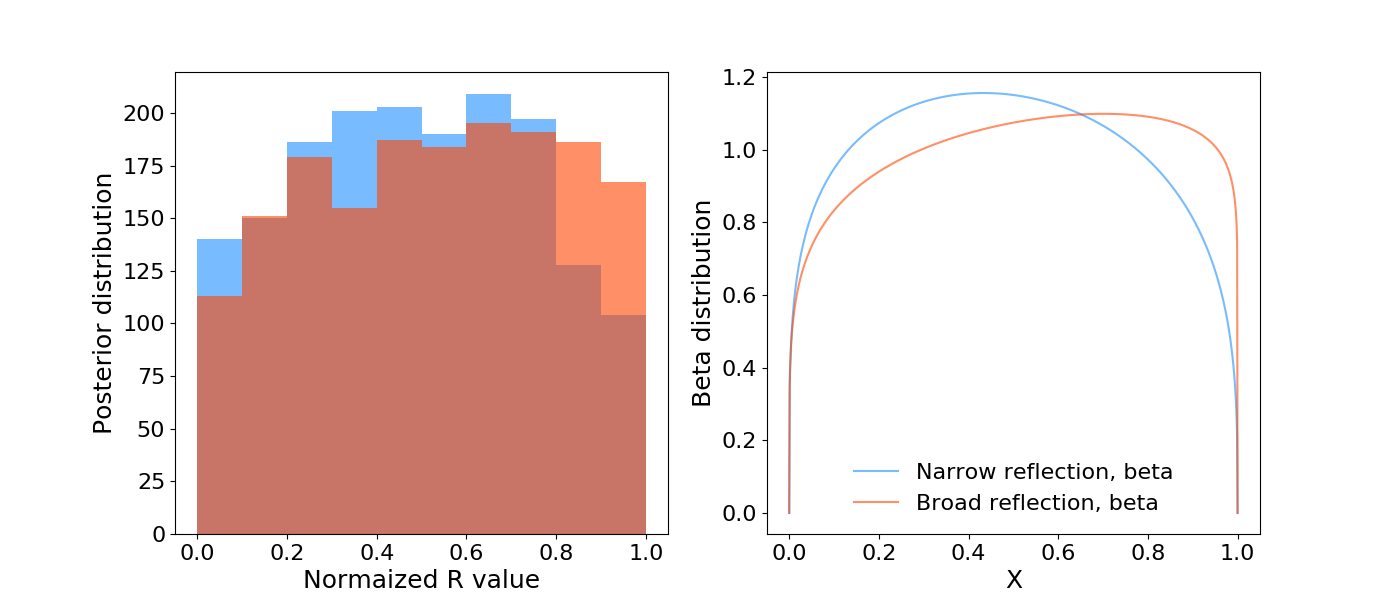 Posterior distribution
200
175
150
125
100
75
50
25
0
0.0 0.2 0.4 0.6 0.8 1.0
Normaized R value
Beta distribution
1.2
1.0
0.8
0.6
0.4
0.2
0.0
Narrow reflection, beta
Broad reflection, beta
0.0 0.2 0.4 0.6 0.8 1.0
X